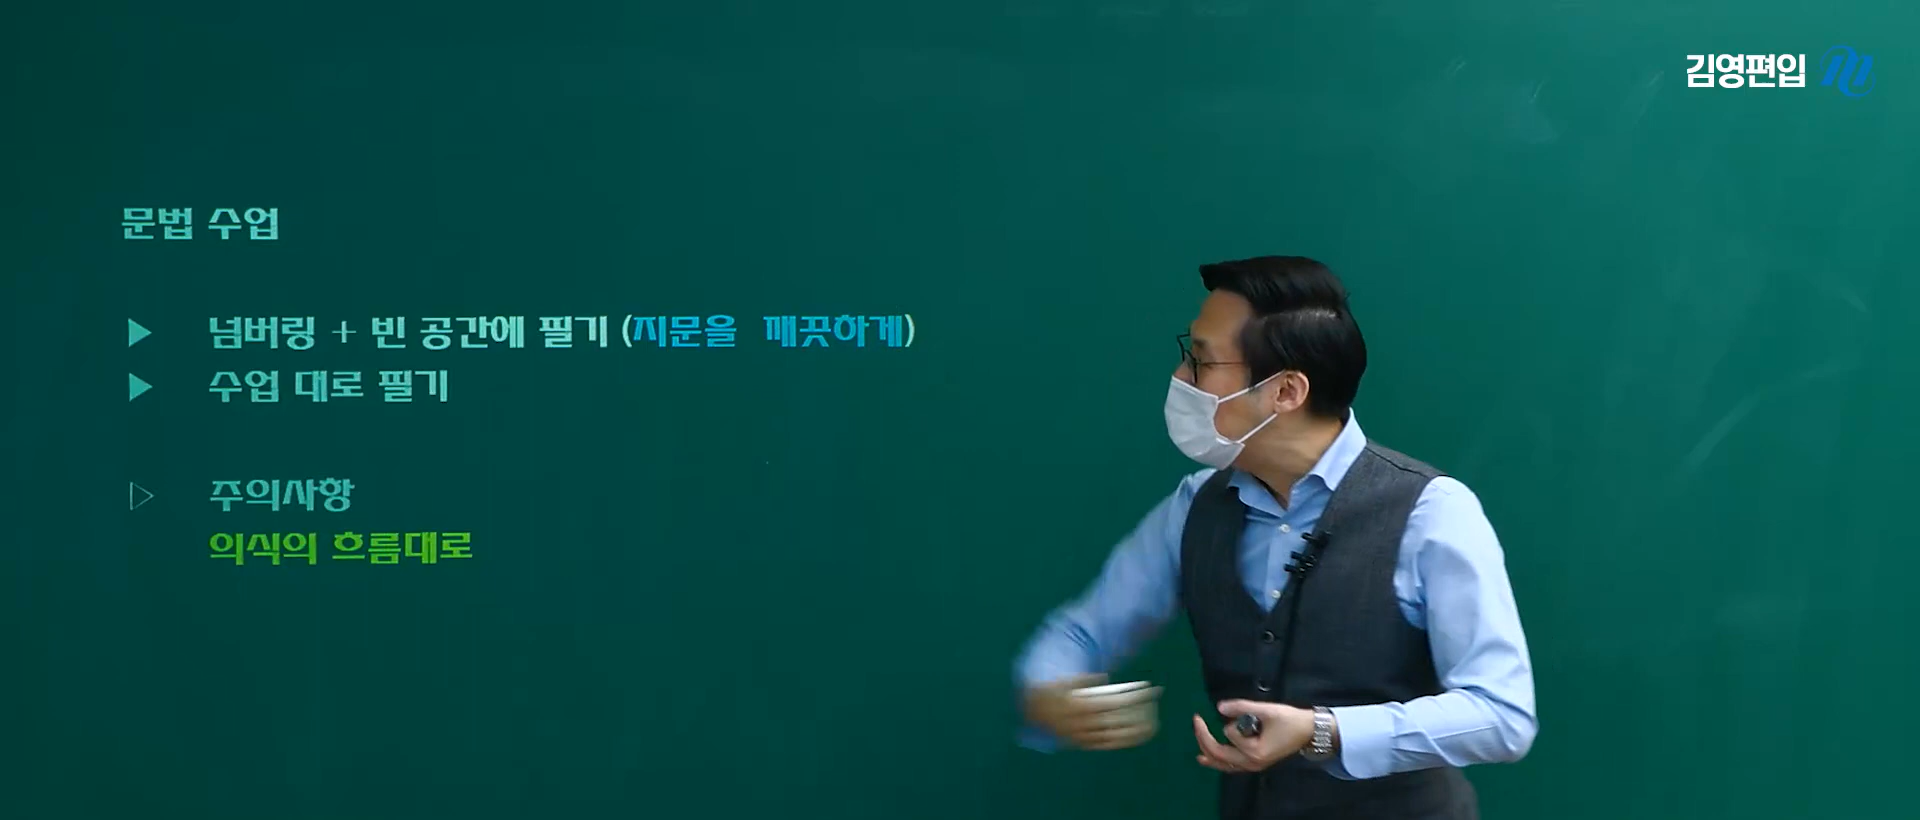 김영편입
문법 수업
▶ 넘버링 + 빈 공간에 필기 (지문을 깨끗하게)
▶ 수업 대로 필기
▷ 주의사항
의식의 흐름대로